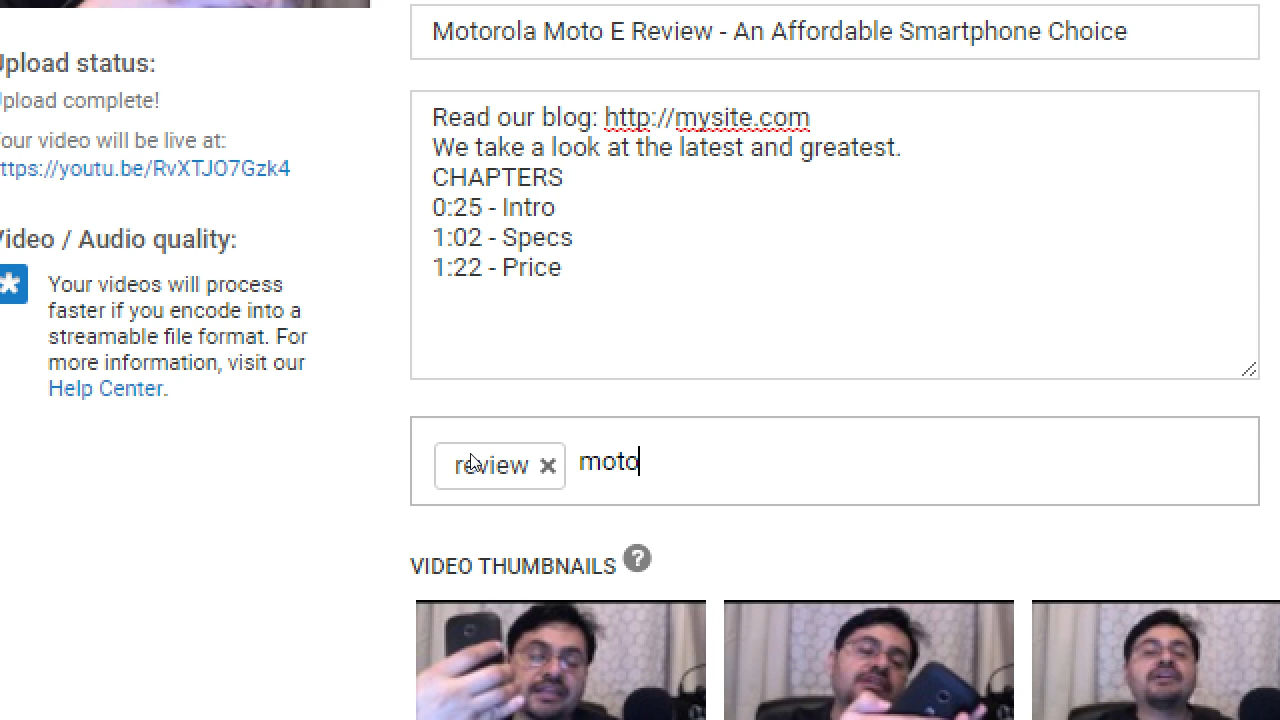 Motorola Moto E Review - An Affordable Smartphone Choice
Upload status:
Upload complete!
Your video will be live at:
https://youtu.be/RvXTJO7Gzk4
Video / Audio quality:
Your videos will process
faster if you encode into a
streamable file format. For
more information, visit our
Help Center.
Read our blog: http://mysite.com
We take a look at the latest and greatest.
CHAPTERS
0:25 - Intro
1:02 - Specs
1:22 - Price
review × moto
VIDEO THUMBNAILS ?